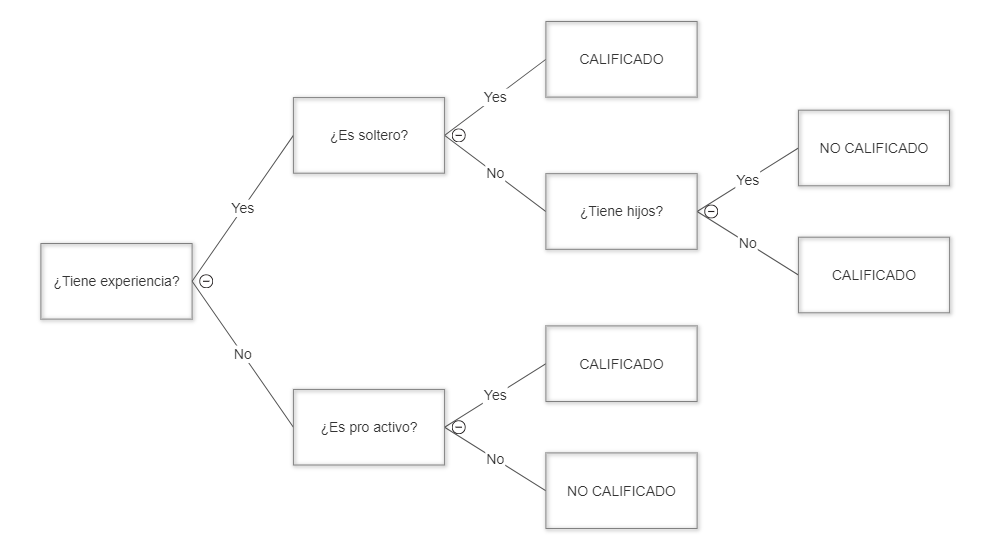 CALIFICADO
Yes
¿Es soltero?
No
NO CALIFICADO
Yes
¿Tiene hijos?
Yes
No
CALIFICADO
¿Tiene experiencia?
No
CALIFICADO
Yes
¿Es pro activo?
No
NO CALIFICADO